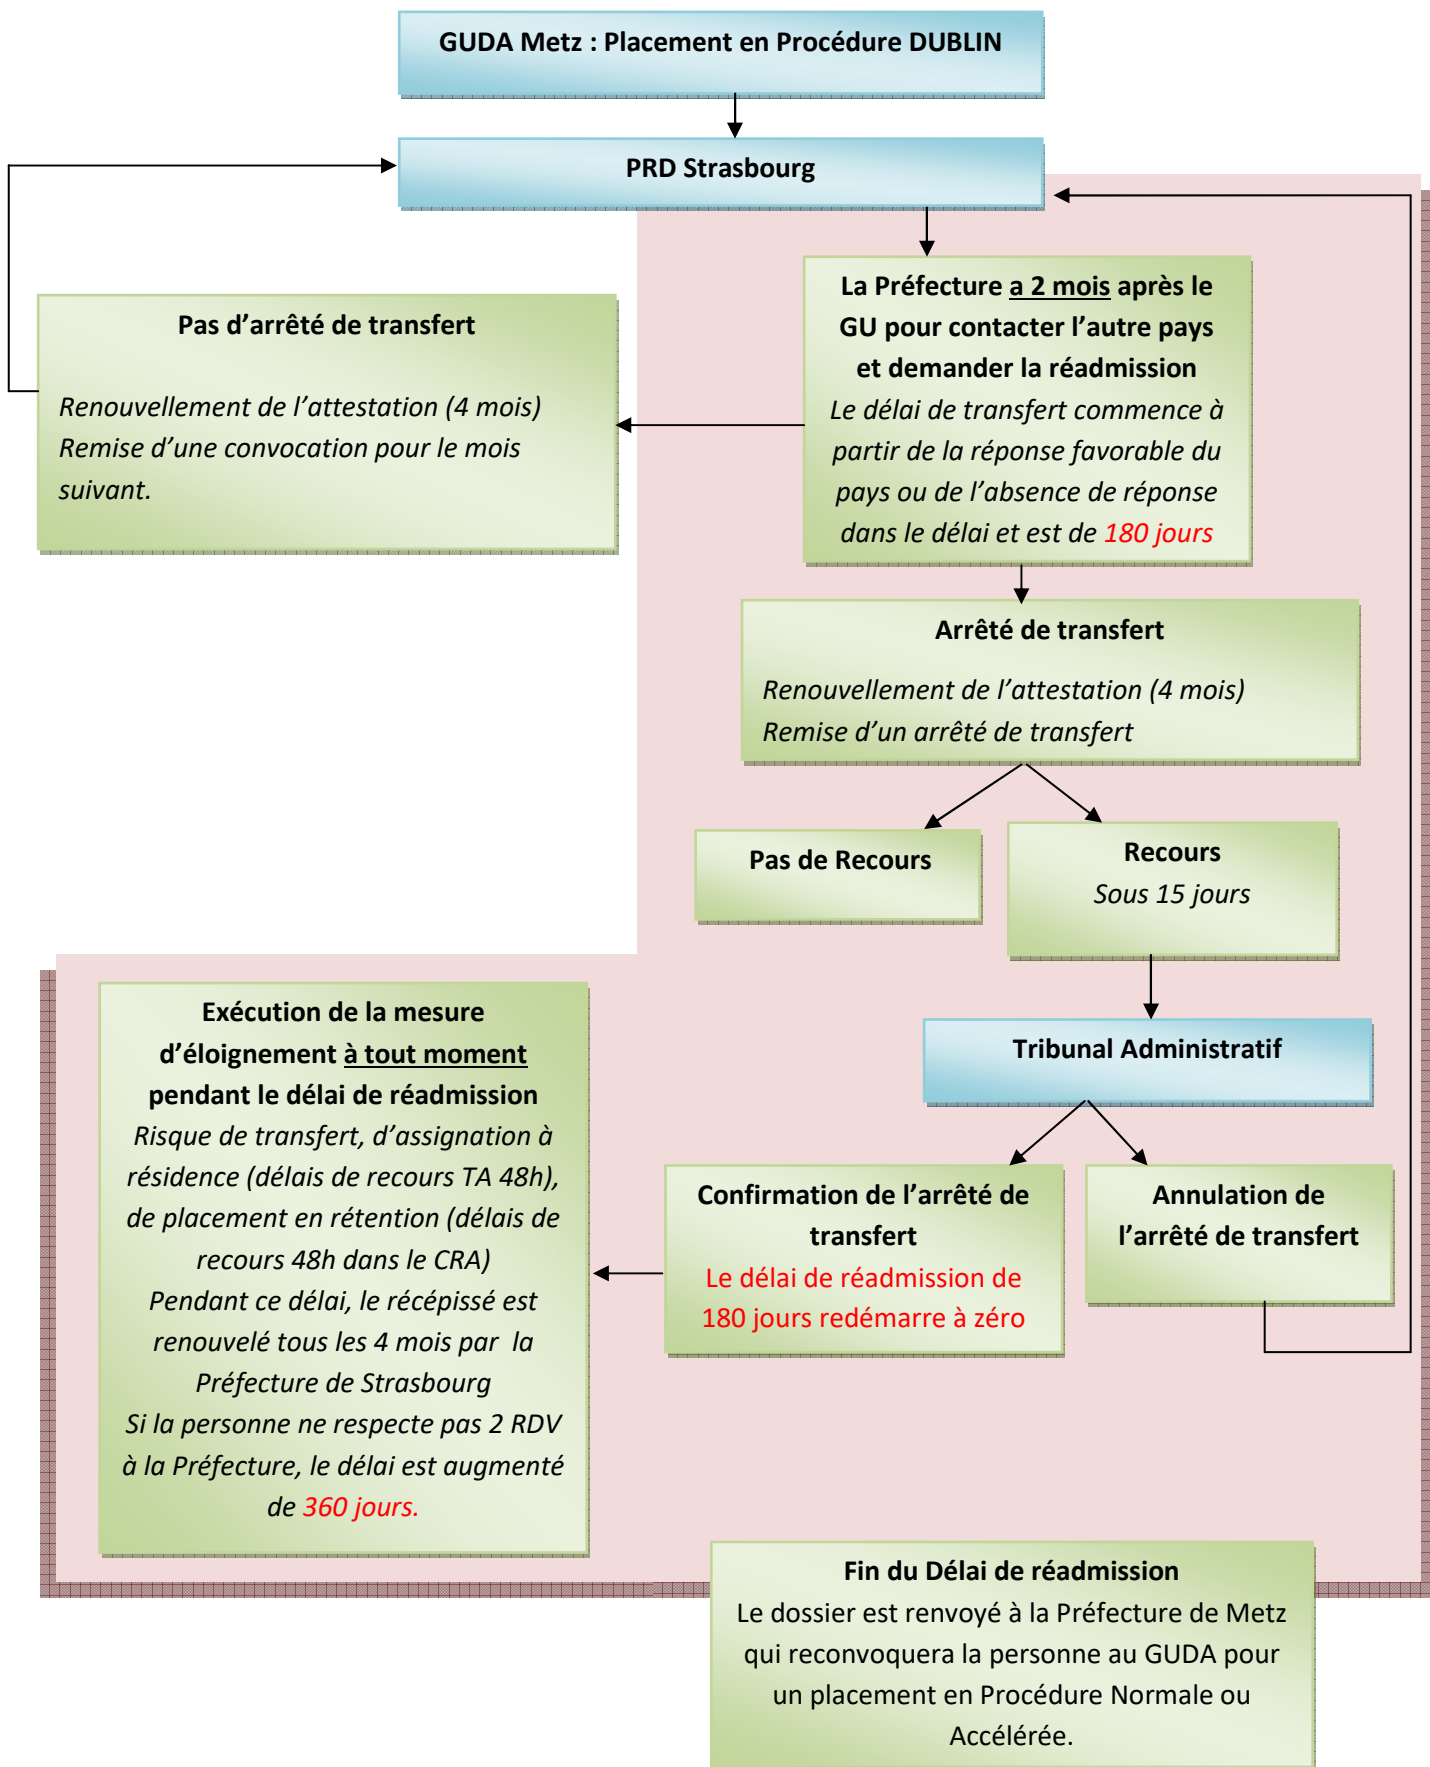 GUDA Metz : Placement en Procédure DUBLIN
PRD Strasbourg
La Préfecture a 2 mois après le
GU pour contacter l’autre pays
et demander la réadmission
Le délai de transfert commence à
partir de la réponse favorable du
pays ou de l’absence de réponse
dans le délai et est de 180 jours
Pas d’arrêté de transfert
Renouvellement de l’attestation (4 mois)
Remise d’une convocation pour le mois
suivant.
Arrêté de transfert
Renouvellement de l’attestation (4 mois)
Remise d’un arrêté de transfert
Pas de Recours
Recours
Sous 15 jours
Tribunal Administratif
Confirmation de l’arrêté de
transfert
Le délai de réadmission de
180 jours redémarre à zéro
Annulation de
l’arrêté de transfert
Exécution de la mesure
d’éloignement à tout moment
pendant le délai de réadmission
Risque de transfert, d’assignation à
résidence (délais de recours TA 48h),
de placement en rétention (délais de
recours 48h dans le CRA)
Pendant ce délai, le récépissé est
renouvelé tous les 4 mois par la
Préfecture de Strasbourg
Si la personne ne respecte pas 2 RDV
à la Préfecture, le délai est augmenté
de 360 jours.
Fin du Délai de réadmission
Le dossier est renvoyé à la Préfecture de Metz
qui reconvoquera la personne au GUDA pour
un placement en Procédure Normale ou
Accélérée.